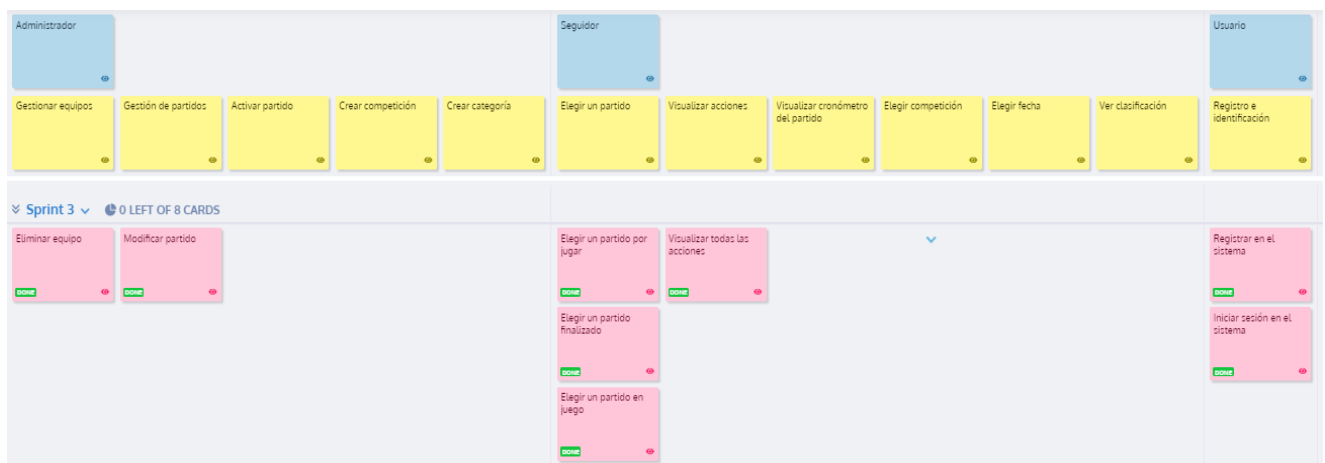 Administrador
Seguidor
Usuario
Gestionar equipos
Gestión de partidos
Activar partido
Crear competición
Crear categoría
Elegir un partido
Visualizar acciones
Visualizar cronómetro
del partido
Elegir competición
Elegir fecha
Ver clasificación
Registro e
identificación
Sprint 3
0 LEFT OF 8 CARDS
Eliminar equipo
DONE
Modificar partido
DONE
Elegir un partido por
jugar
DONE
Visualizar todas las
acciones
DONE
Registrar en el
sistema
DONE
Elegir un partido
finalizado
DONE
Iniciar sesión en el
sistema
DONE
Elegir un partido en
juego
DONE